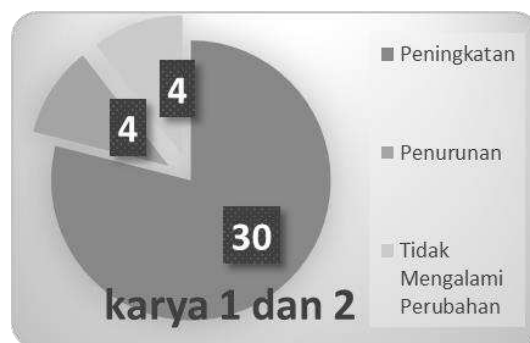 4
4
30
karya 1 dan 2
Peningkatan
Penurunan
Tidak
Mengalami
Perubahan